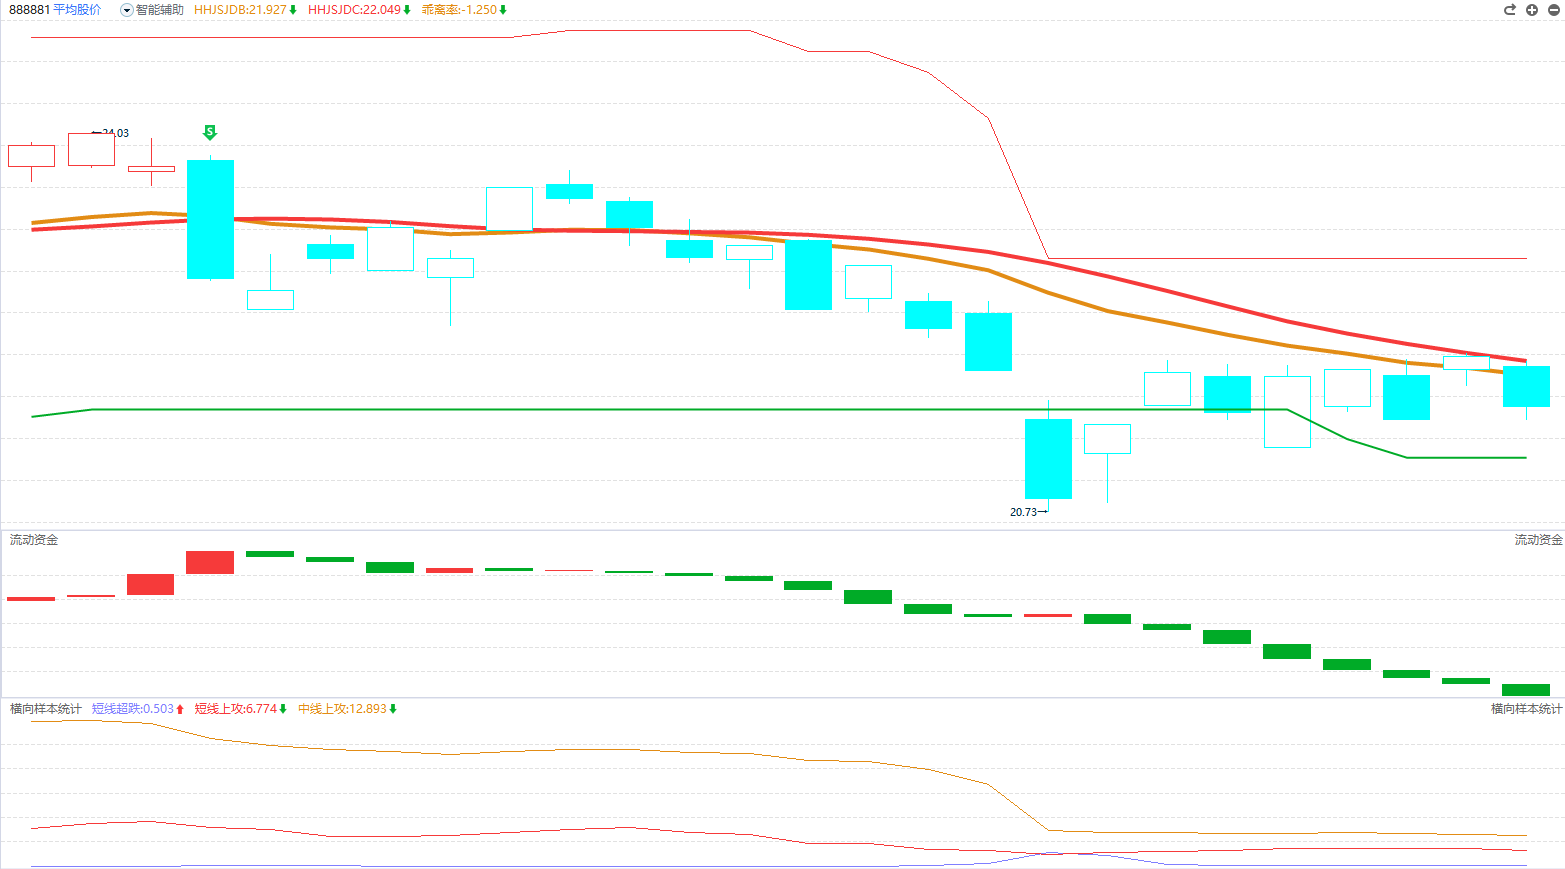 888881 平均股价 智能辅助 HHJSJDB:21.927 HHJSJDC:22.049 乖离率:-1.250
24.03
S
20.73
流动资金 流动资金
横向样本统计 短线超跌:0.503 短线上攻:6.774 中线上攻:12.893 横向样本统计